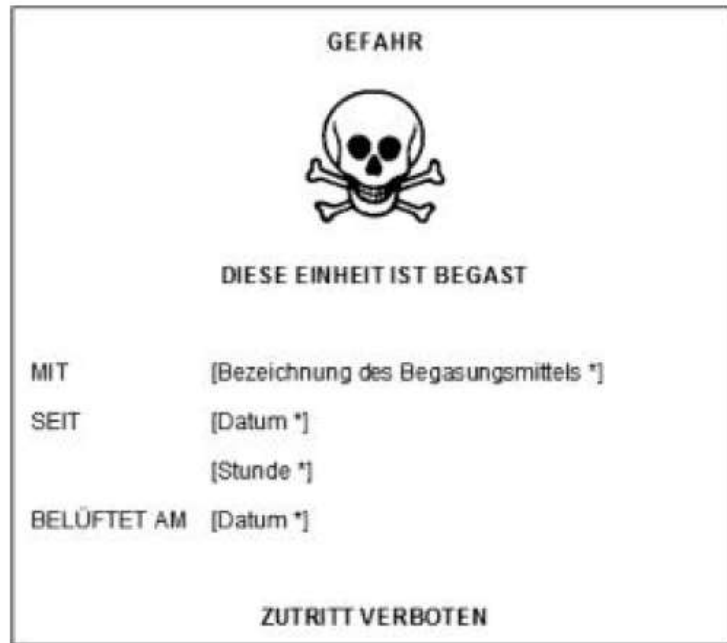 GEFAHR
DIESE EINHEIT IST BEGAST
MIT [Bezeichnung des Begasungsmittels *]
SEIT [Datum *]
[Stunde *]
BELÜFTET AM [Datum *]
ZUTRITT VERBOTEN